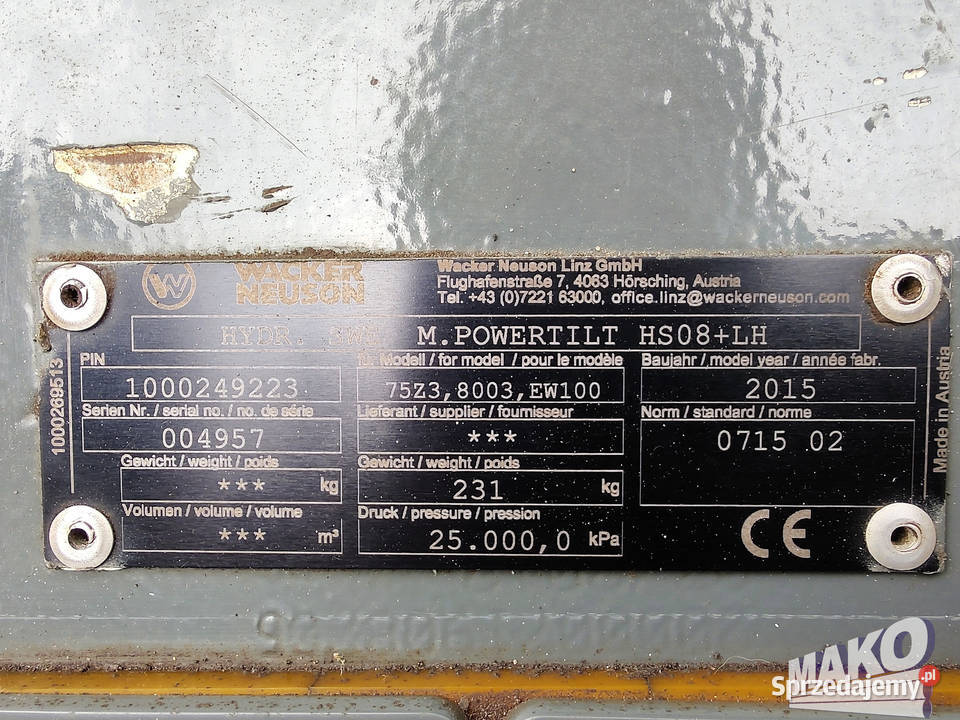 WACKER
NEUSON
Wacker Neuson Linz GmbH
Flughafenstraße 7, 4063 Hörsching, Austria
Tel. +43 (0)7221 63000, office.linz@wackerneuson.com
HYDR. M.POWERTILT HS08+LH
PIN
für Modell / for model / pour le modèle
Baujahr / model year / année fabr.
1000249223
75Z3,8003,EW100
2015
Serien Nr. / serial no. / no. de série
Lieferant / supplier / fournisseur
Norm / standard / norme
004957
***
0715 02
Gewicht / weight / poids
Gewicht / weight / poids
*** kg
231 kg
Volumen / volume / volume
Druck / pressure / pression
*** m³
25.000,0 kPa
CE
1000269513
Made in Austria
MAKO
Sprzedajemy.pl